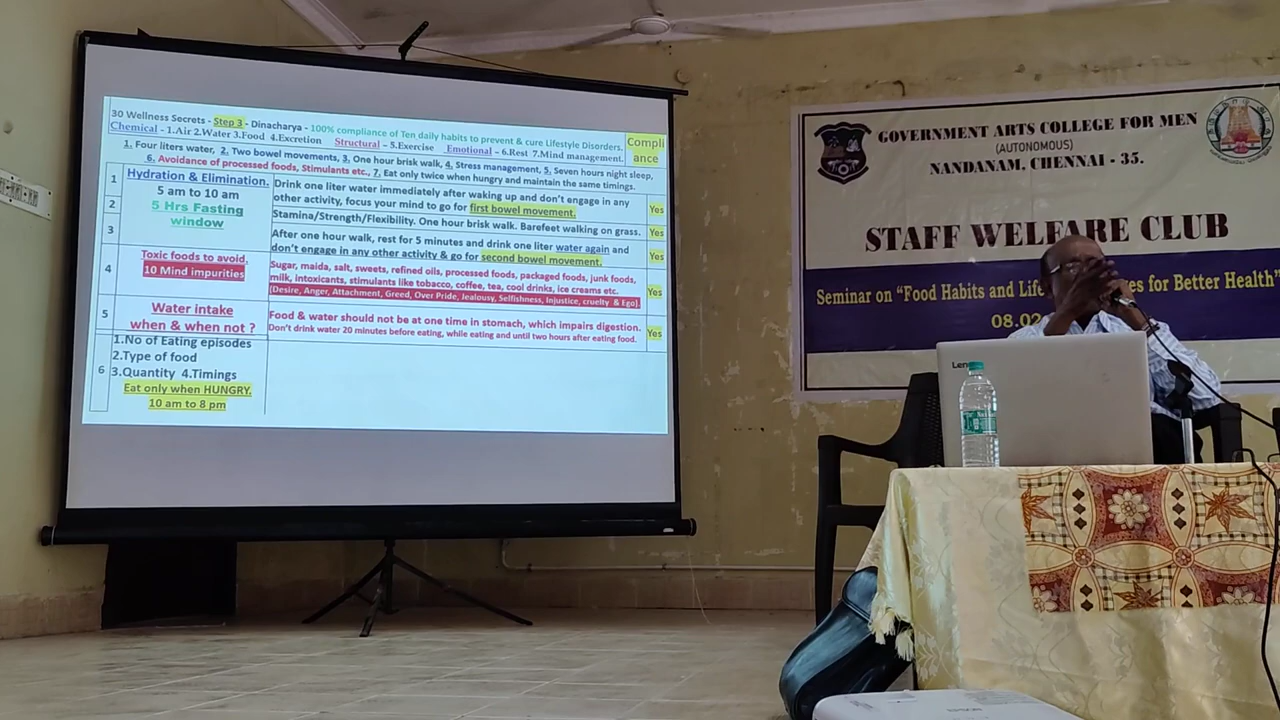 30 Wellness Secrets - Step 3 - Dinacharya - 100% compliance of Ten daily habits to prevent & cure Lifestyle Disorders.
Chemical - 1.Air 2.Water 3.Food 4.Excretion Structural - 5.Exercise Emotional - 6.Rest 7.Mind management.
1. Four liters water, 2. Two bowel movements, 3. One hour brisk walk, 4. Stress management, 5. Seven hours night sleep,
6. Avoidance of processed foods, Stimulants etc., 7. Eat only twice when hungry and maintain the same timings.
Compli
ance
1
2
3
Hydration & Elimination.
5 am to 10 am
5 Hrs Fasting
window
Drink one liter water immediately after waking up and don't engage in any
other activity, focus your mind to go for first bowel movement.
Yes
Stamina/Strength/Flexibility. One hour brisk walk. Barefeet walking on grass.
Yes
After one hour walk, rest for 5 minutes and drink one liter water again and
don't engage in any other activity & go for second bowel movement.
Yes
4
Toxic foods to avoid,
10 Mind impurities
Sugar, maida, salt, sweets, refined oils, processed foods, packaged foods, junk foods,
milk, intoxicants, stimulants like tobacco, coffee, tea, cool drinks, ice creams etc.
(Desire, Anger, Attachment, Greed, Over Pride, Jealousy, Selfishness, Injustice, cruelty & Ego).
Yes
5
Water intake
when & when not ?
Food & water should not be at one time in stomach, which impairs digestion.
Don't drink water 20 minutes before eating, while eating and until two hours after eating food.
Yes
6
1.No of Eating episodes
2.Type of food
3.Quantity 4.Timings
Eat only when HUNGRY.
10 am to 8 pm
GOVERNMENT ARTS COLLEGE FOR MEN
(AUTONOMOUS)
NANDANAM, CHENNAI - 35.
STAFF WELFARE CLUB
Seminar on "Food Habits and Life es for Better Health"
08.02
Len
EPSON